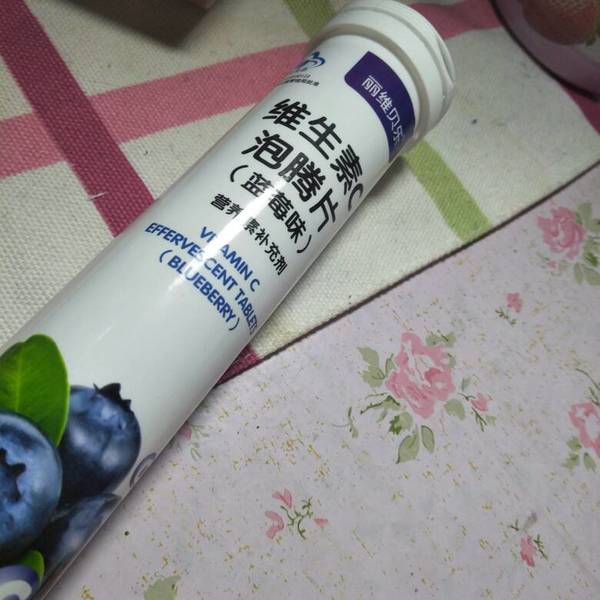 丽维贝乐
维生素C
泡腾片
（蓝莓味）
营养素补充剂
VITAMIN C
EFFERVESCENT TABLETS
（BLUEBERRY）